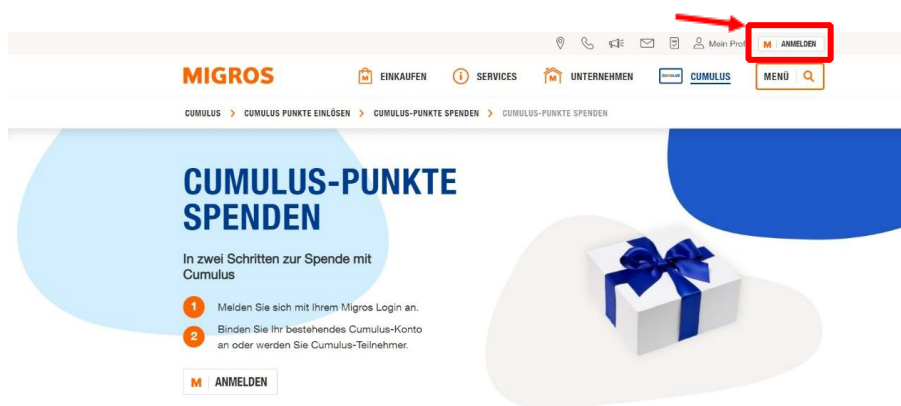 Mein Prof M ANMELDEN
MIGROS EINKAUFEN SERVICES UNTERNEHMEN CUMULUS CUMULUS MENÜ
CUMULUS > CUMULUS PUNKTE EINLÖSEN > CUMULUS-PUNKTE SPENDEN > CUMULUS-PUNKTE SPENDEN
CUMULUS-PUNKTE
SPENDEN
In zwei Schritten zur Spende mit
Cumulus
1 Melden Sie sich mit Ihrem Migros Login an.
2 Binden Sie Ihr bestehendes Cumulus-Konto
an oder werden Sie Cumulus-Teilnehmer.
M ANMELDEN